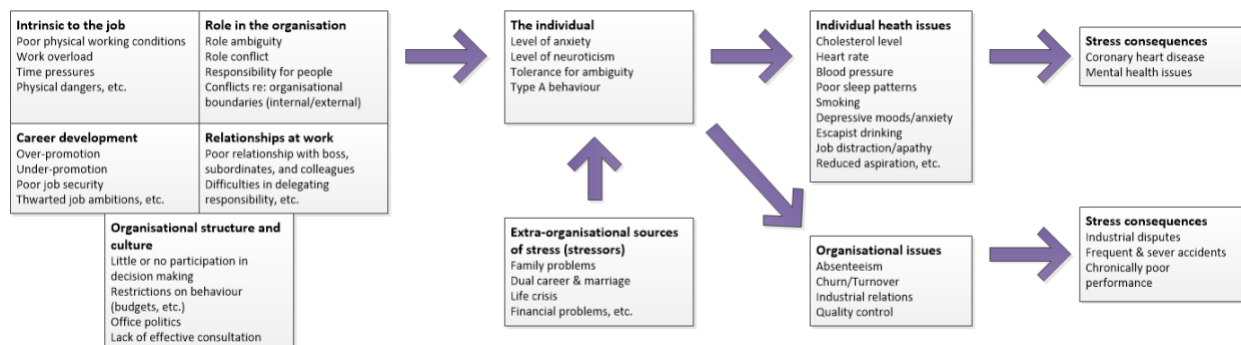 Intrinsic to the job
Poor physical working conditions
Work overload
Time pressures
Physical dangers, etc.
Role in the organisation
Role ambiguity
Role conflict
Responsibility for people
Conflicts re: organisational
boundaries (internal/external)
Career development
Over-promotion
Under-promotion
Poor job security
Thwarted job ambitions, etc.
Relationships at work
Poor relationship with boss,
subordinates, and colleagues
Difficulties in delegating
responsibility, etc.
Organisational structure and
culture
Little or no participation in
decision making
Restrictions on behaviour
(budgets, etc.)
Office politics
Lack of effective consultation
The individual
Level of anxiety
Level of neuroticism
Tolerance for ambiguity
Type A behaviour
Extra-organisational sources
of stress (stressors)
Family problems
Dual career & marriage
Life crisis
Financial problems, etc.
Individual heath issues
Cholesterol level
Heart rate
Blood pressure
Poor sleep patterns
Smoking
Depressive moods/anxiety
Escapist drinking
Job distraction/apathy
Reduced aspiration, etc.
Organisational issues
Absenteeism
Churn/Turnover
Industrial relations
Quality control
Stress consequences
Coronary heart disease
Mental health issues
Stress consequences
Industrial disputes
Frequent & sever accidents
Chronically poor
performance